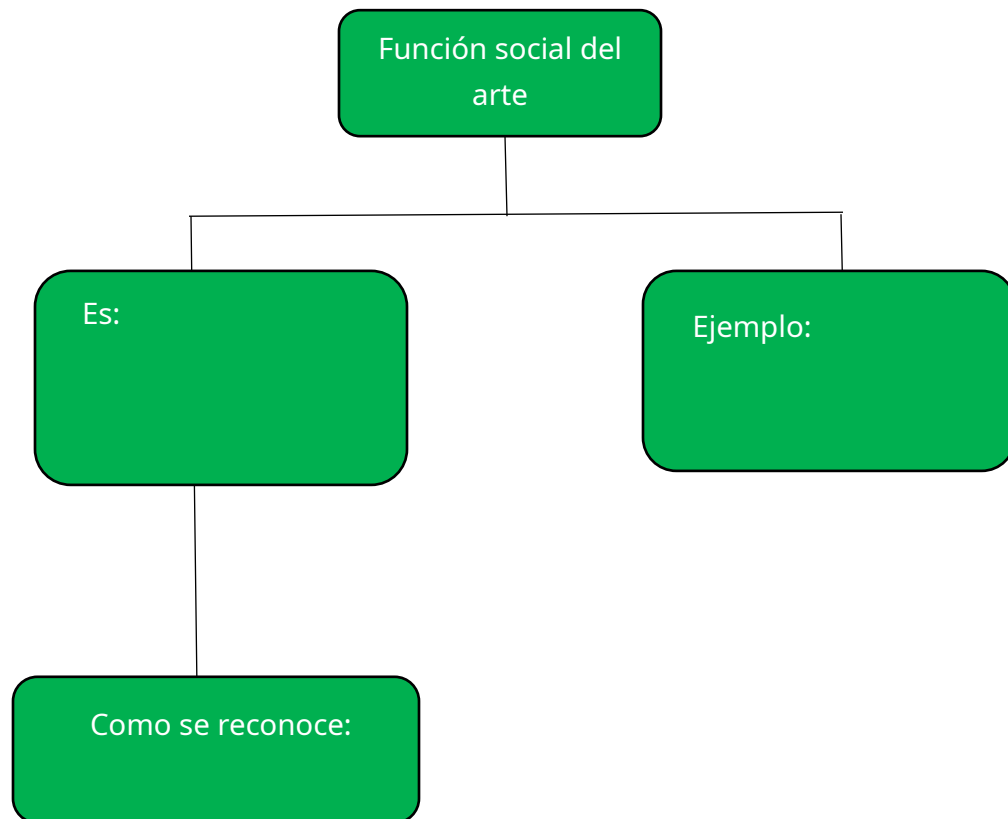 Función social del
arte
Es:
Ejemplo:
Como se reconoce: